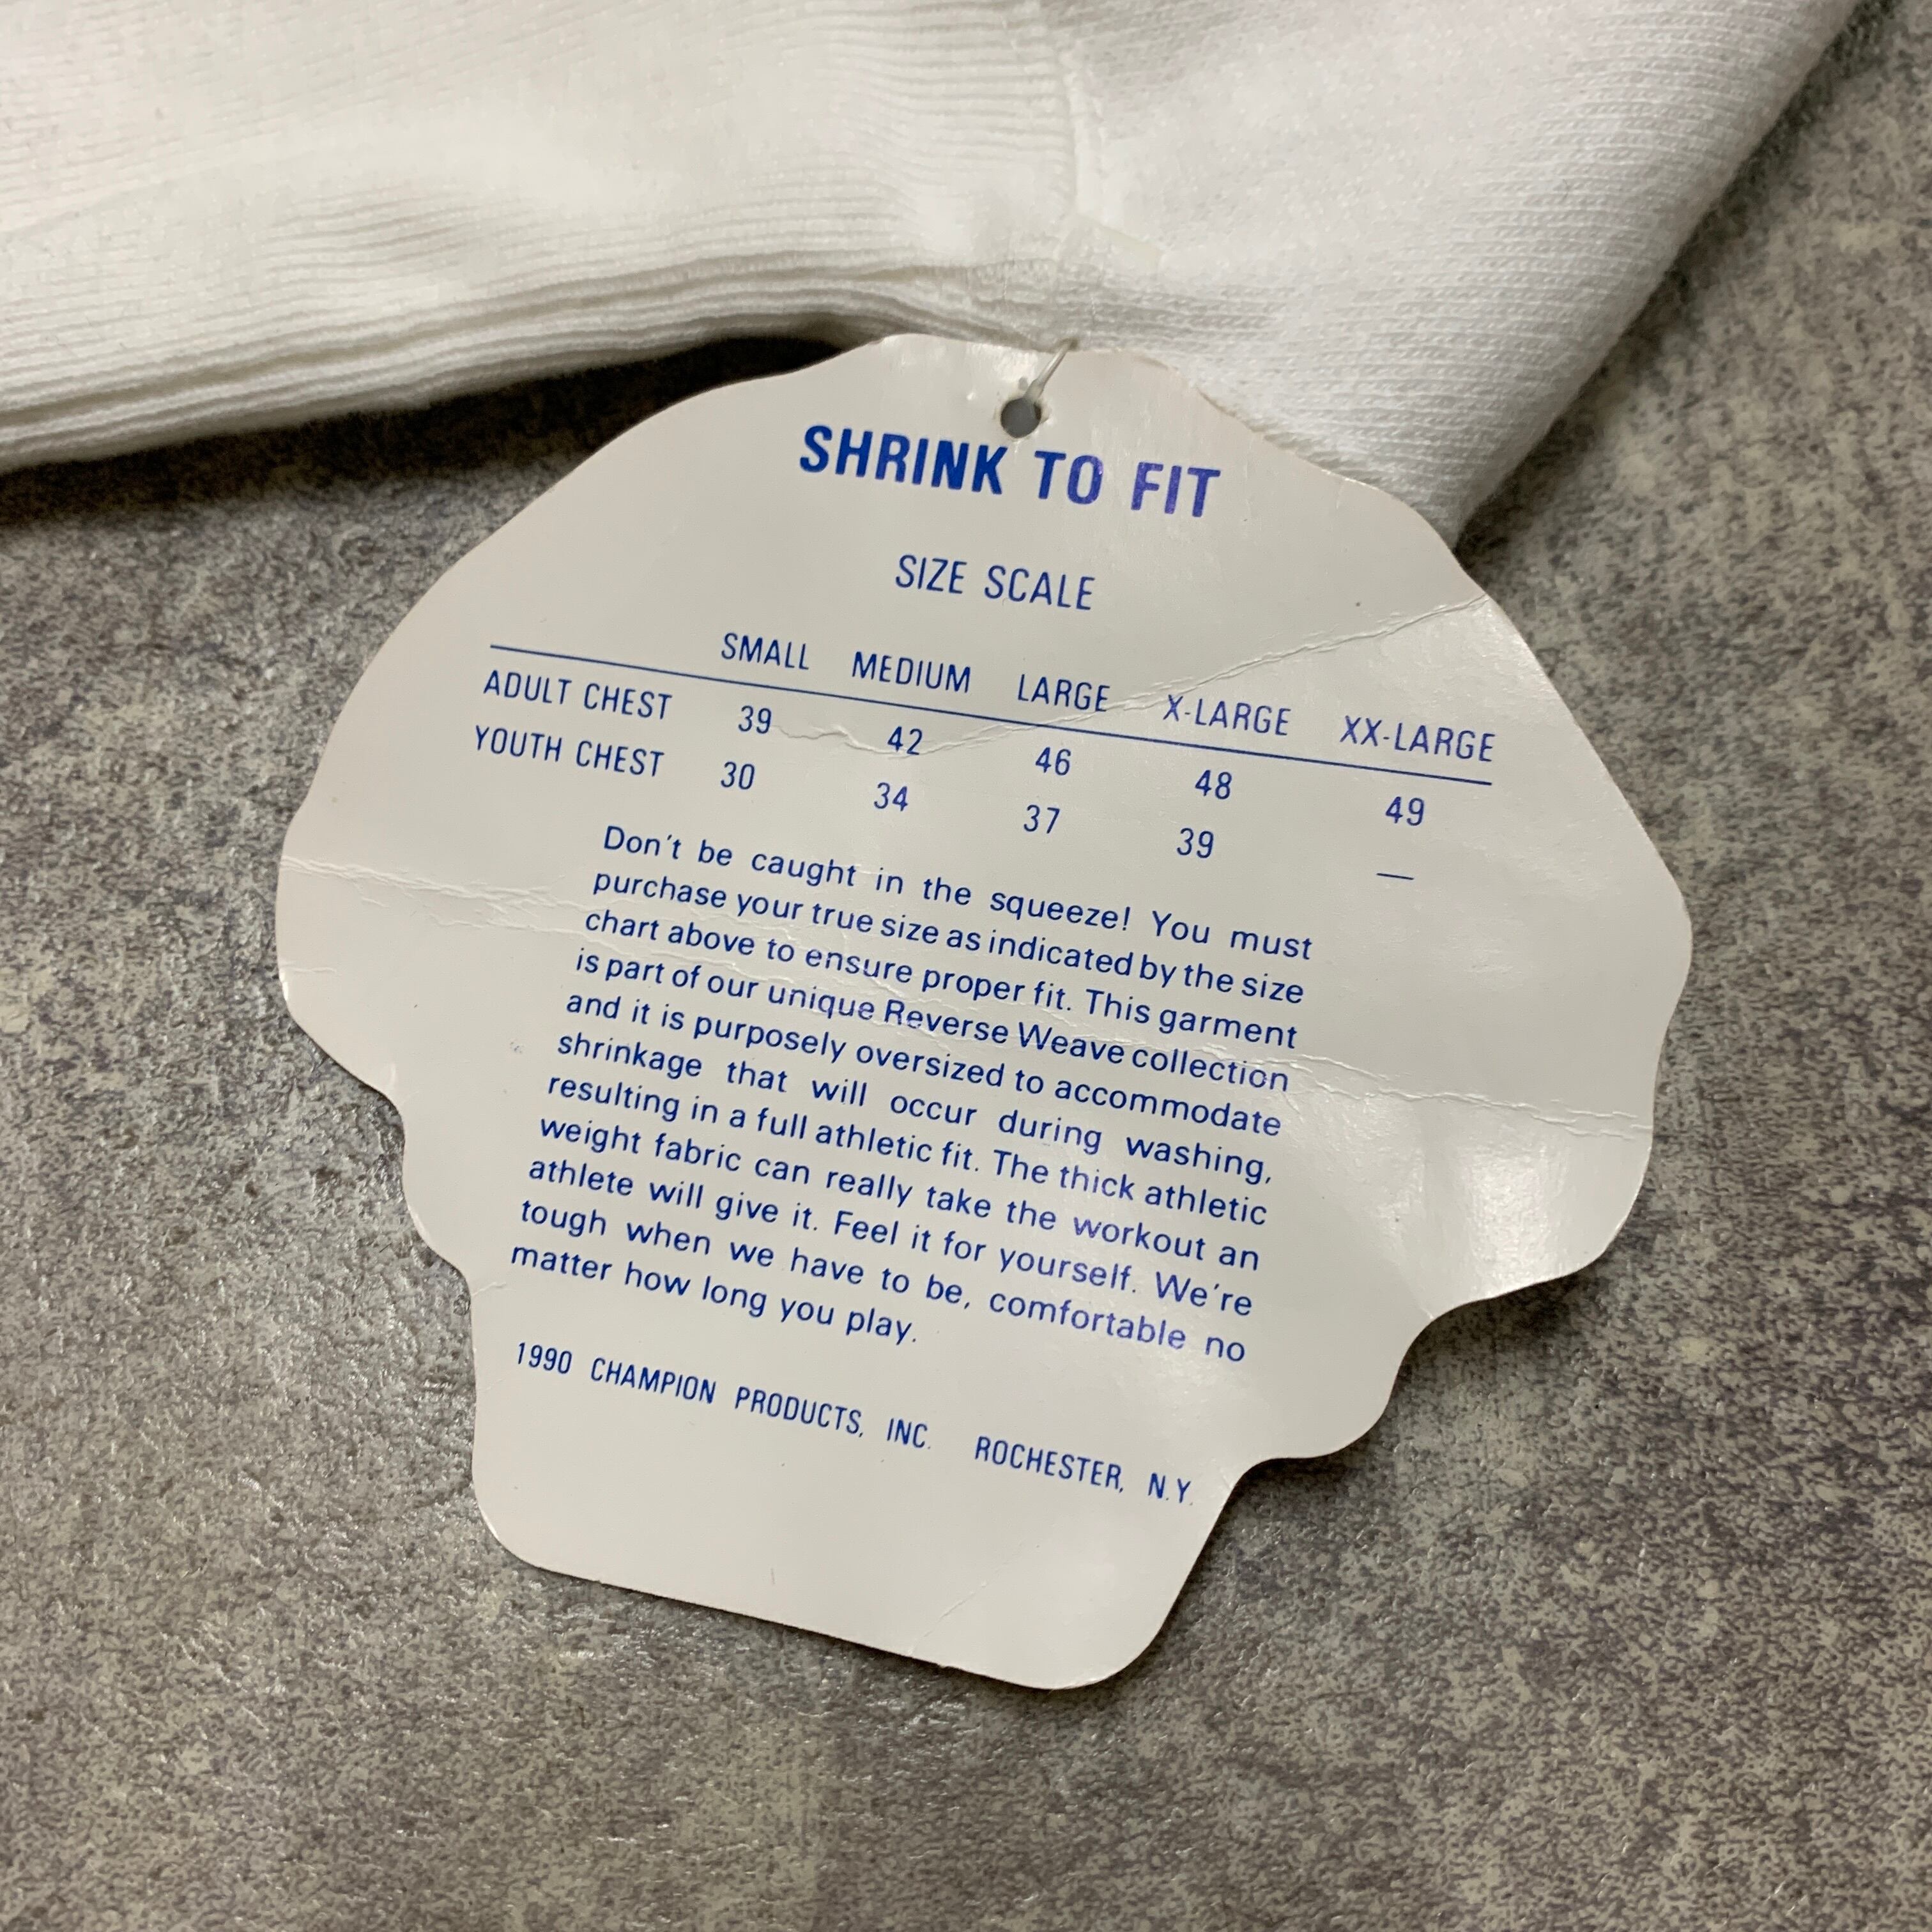 SHRINK TO FIT
SIZE SCALE
SMALL MEDIUM LARGE X-LARGE XX-LARGE
ADULT CHEST 39 42 46 48 49
YOUTH CHEST 30 34 37 39 —
Don't be caught in the squeeze! You must
purchase your true size as indicated by the size
chart above to ensure proper fit. This garment
is part of our unique Reverse Weave collection
and it is purposely oversized to accommodate
shrinkage that will occur during washing,
resulting in a full athletic fit. The thick athletic
weight fabric can really take the workout an
athlete will give it. Feel it for yourself. We're
tough when we have to be, comfortable no
matter how long you play.
1990 CHAMPION PRODUCTS, INC. ROCHESTER, N.Y.